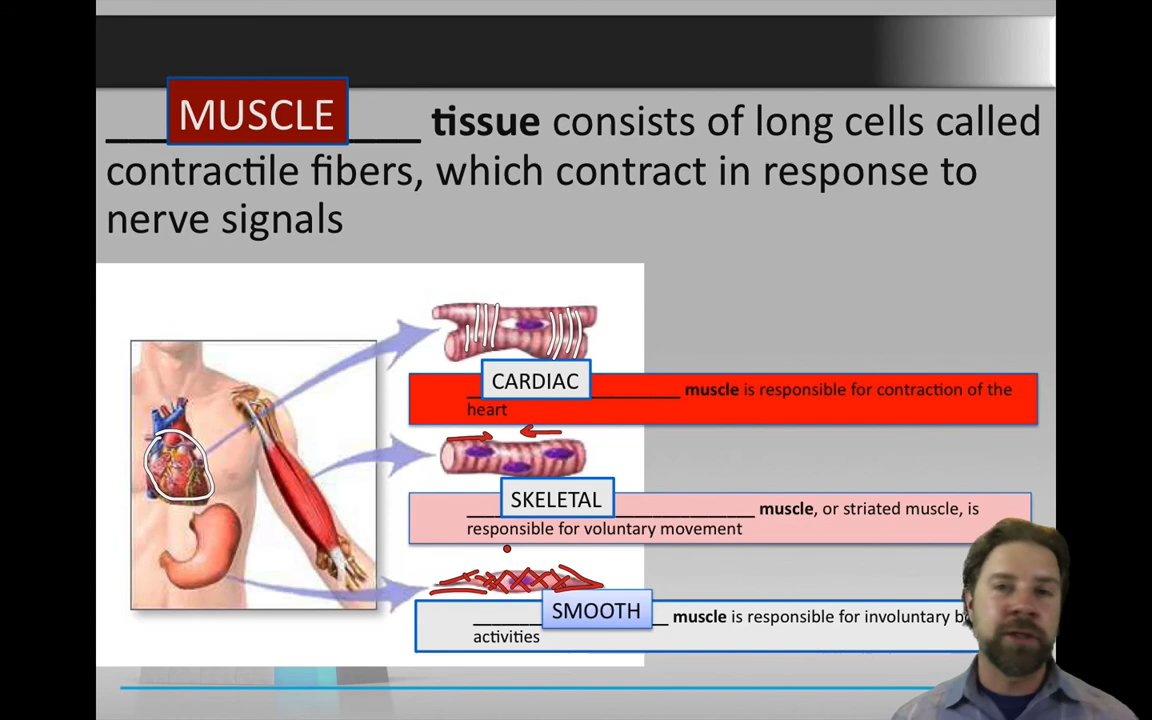 MUSCLE tissue consists of long cells called
contractile fibers, which contract in response to
nerve signals
CARDIAC muscle is responsible for contraction of the
heart
SKELETAL muscle, or striated muscle, is
responsible for voluntary movement
SMOOTH muscle is responsible for involuntary
activities